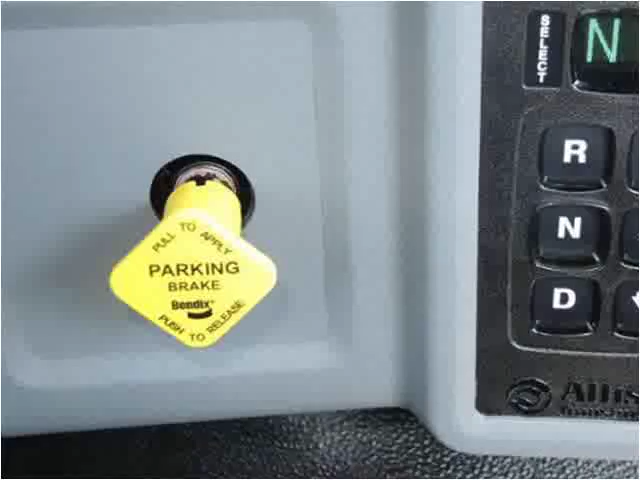 PULL TO APPLY
PARKING
BRAKE
Bendix
PUSH TO RELEASE
SELECT
N
R
N
D